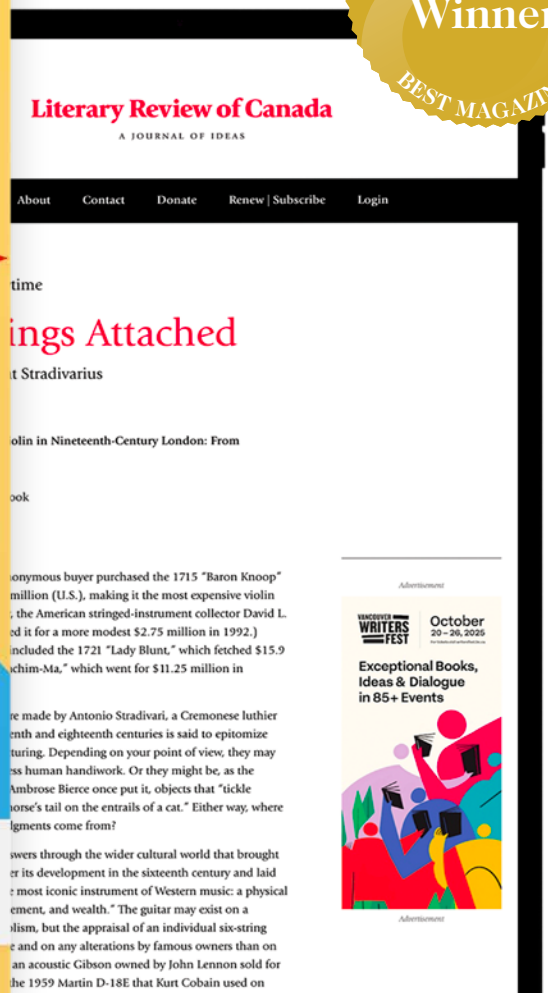 Winner
BEST MAGAZIN
Literary Review of Canada
A JOURNAL OF IDEAS
About Contact Donate Renew | Subscribe Login
time
ings Attached
t Stradivarius
olin in Nineteenth-Century London: From
ook
onymous buyer purchased the 1715 “Baron Knoop”
million (U.S.), making it the most expensive violin
, the American stringed-instrument collector David L.
ed it for a more modest $2.75 million in 1992.)
included the 1721 “Lady Blunt,” which fetched $15.9
achim-Ma,” which went for $11.25 million in
re made by Antonio Stradivari, a Cremonese luthier
enth and eighteenth centuries is said to epitomize
turing. Depending on your point of view, they may
ess human handiwork. Or they might be, as the
Ambrose Bierce once put it, objects that “tickle
horse’s tail on the entrails of a cat.” Either way, where
dgments come from?
swers through the wider cultural world that brought
er its development in the sixteenth century and laid
e most iconic instrument of Western music: a physical
ement, and wealth.” The guitar may exist on a
lism, but the appraisal of an individual six-string
e and on any alterations by famous owners than on
an acoustic Gibson owned by John Lennon sold for
the 1959 Martin D-18E that Kurt Cobain used on
Advertisement
VANCOUVER
WRITERS
FEST
October
20–26, 2025
Exceptional Books,
Ideas & Dialogue
in 85+ Events
Advertisement